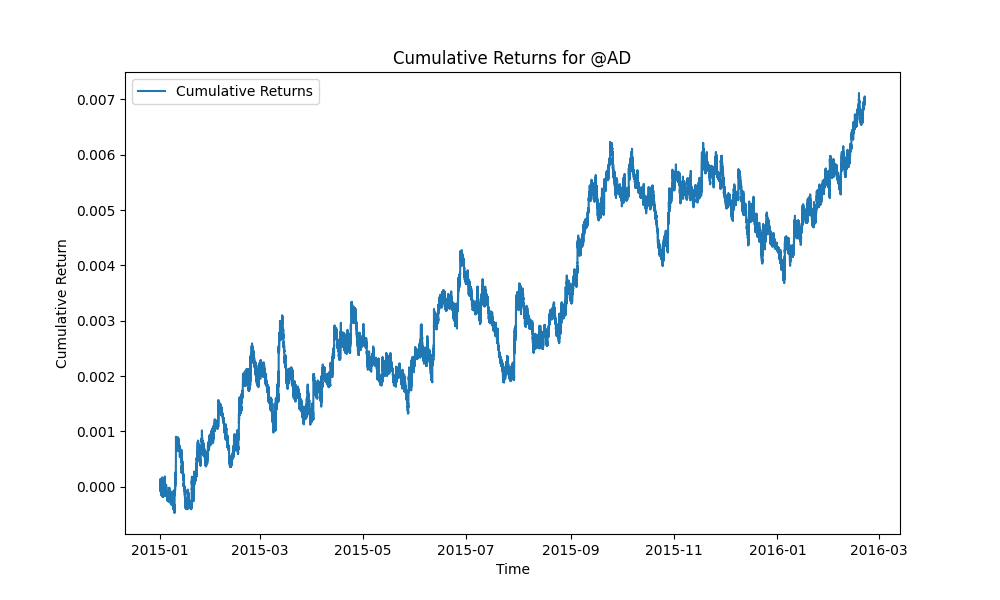 Cumulative Returns for @AD
Cumulative Returns
Cumulative Return
0.007
0.006
0.005
0.004
0.003
0.002
0.001
0.000
2015-01 2015-03 2015-05 2015-07 2015-09 2015-11 2016-01 2016-03
Time